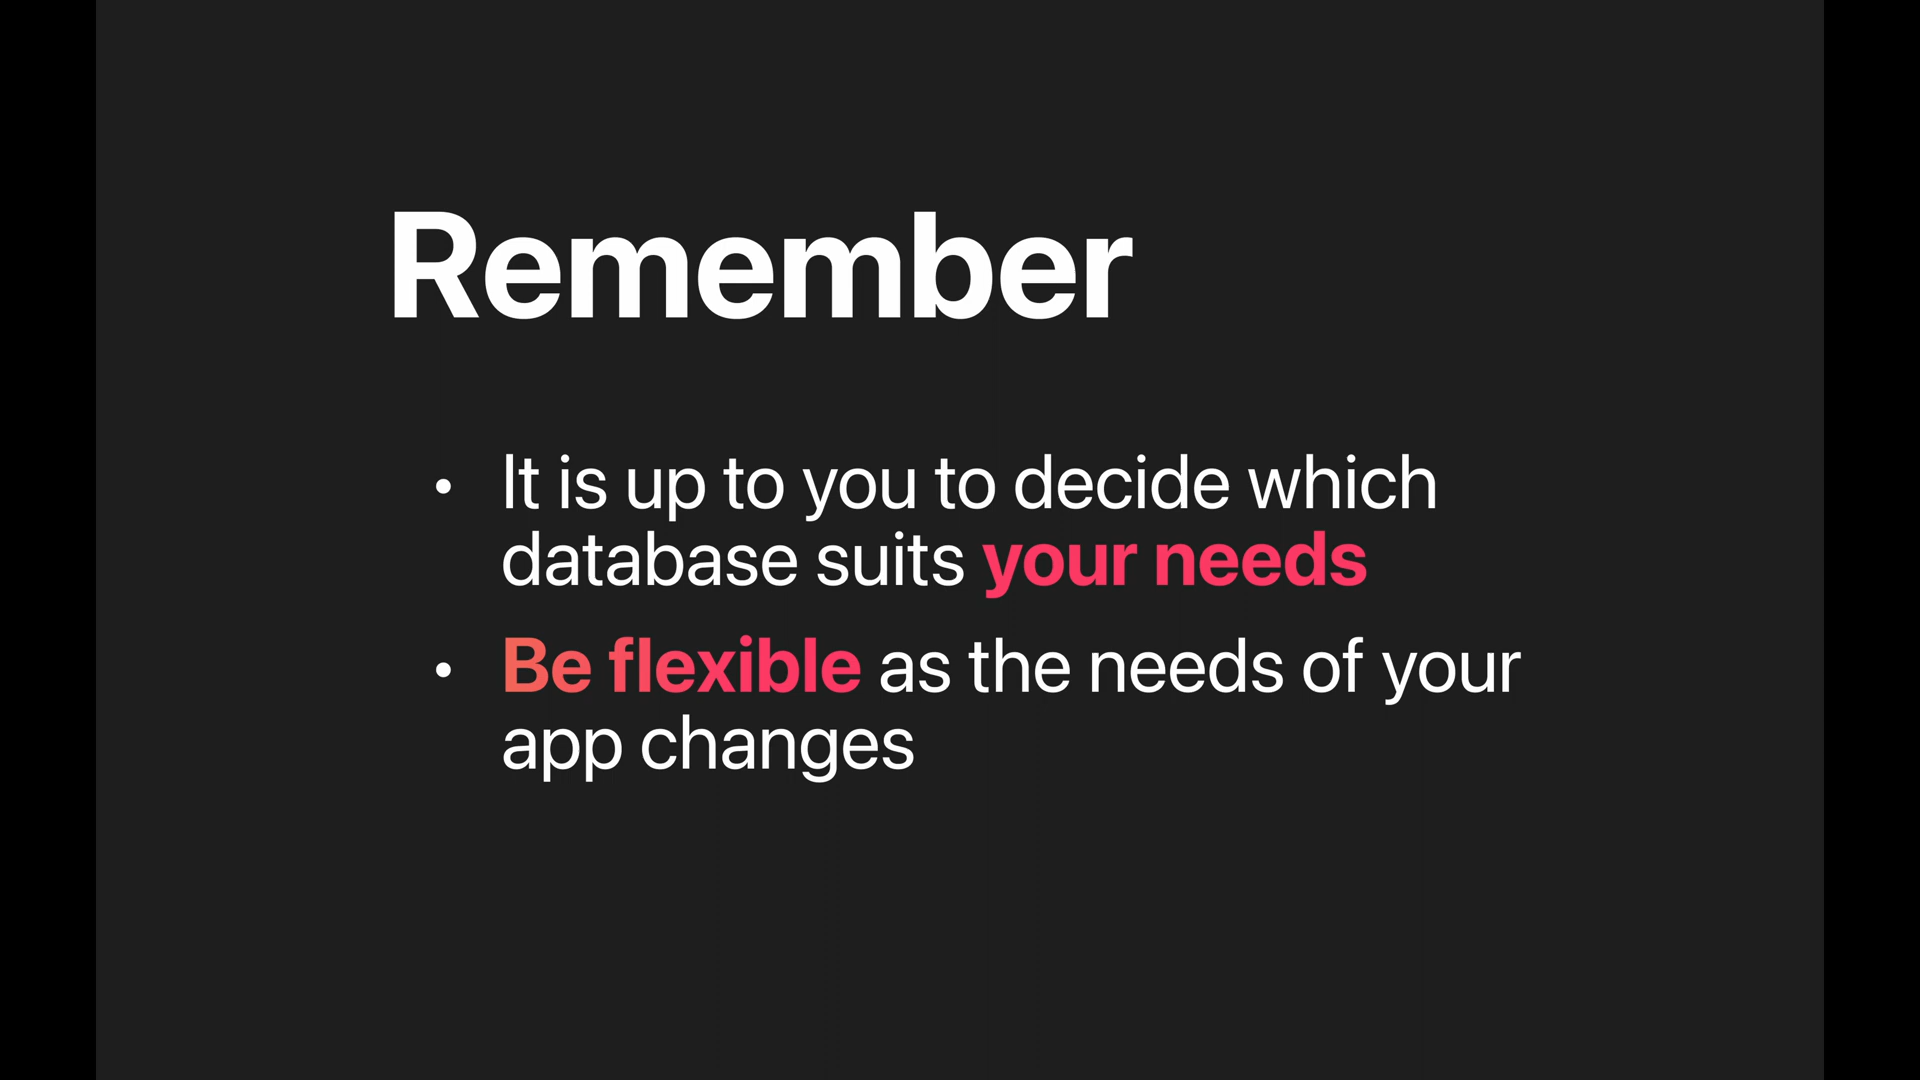 Remember
• It is up to you to decide which
database suits your needs
• Be flexible as the needs of your
app changes